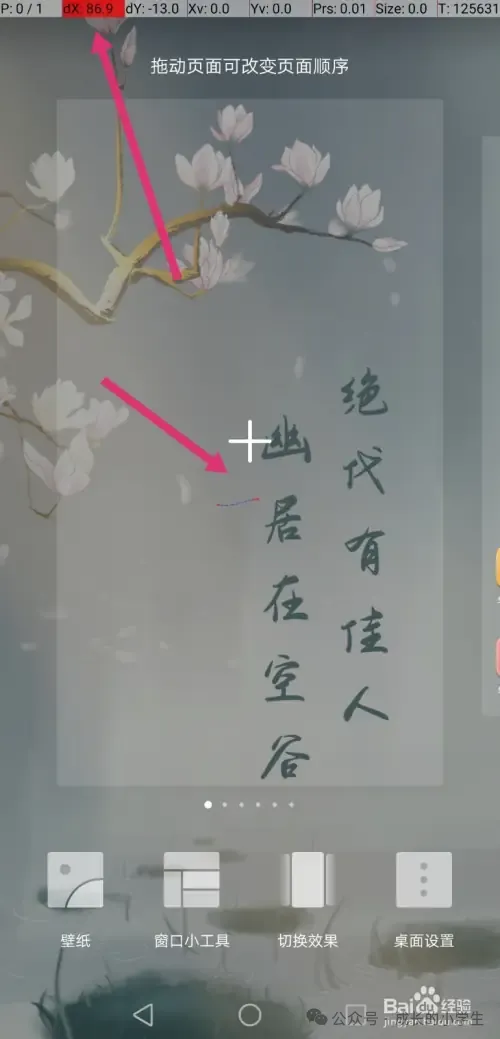 P: 0 / 1 dX: 86.9 dY: -13.0 Xv: 0.0 Yv: 0.0 Prs: 0.01 Size: 0.0 T: 125631
拖动页面可改变页面顺序
绝代有佳人
幽居在空谷
壁纸 窗口小工具 切换效果 桌面设置
Baidu经验
jingyan.baidu.com
公众号 · 成长的小学生